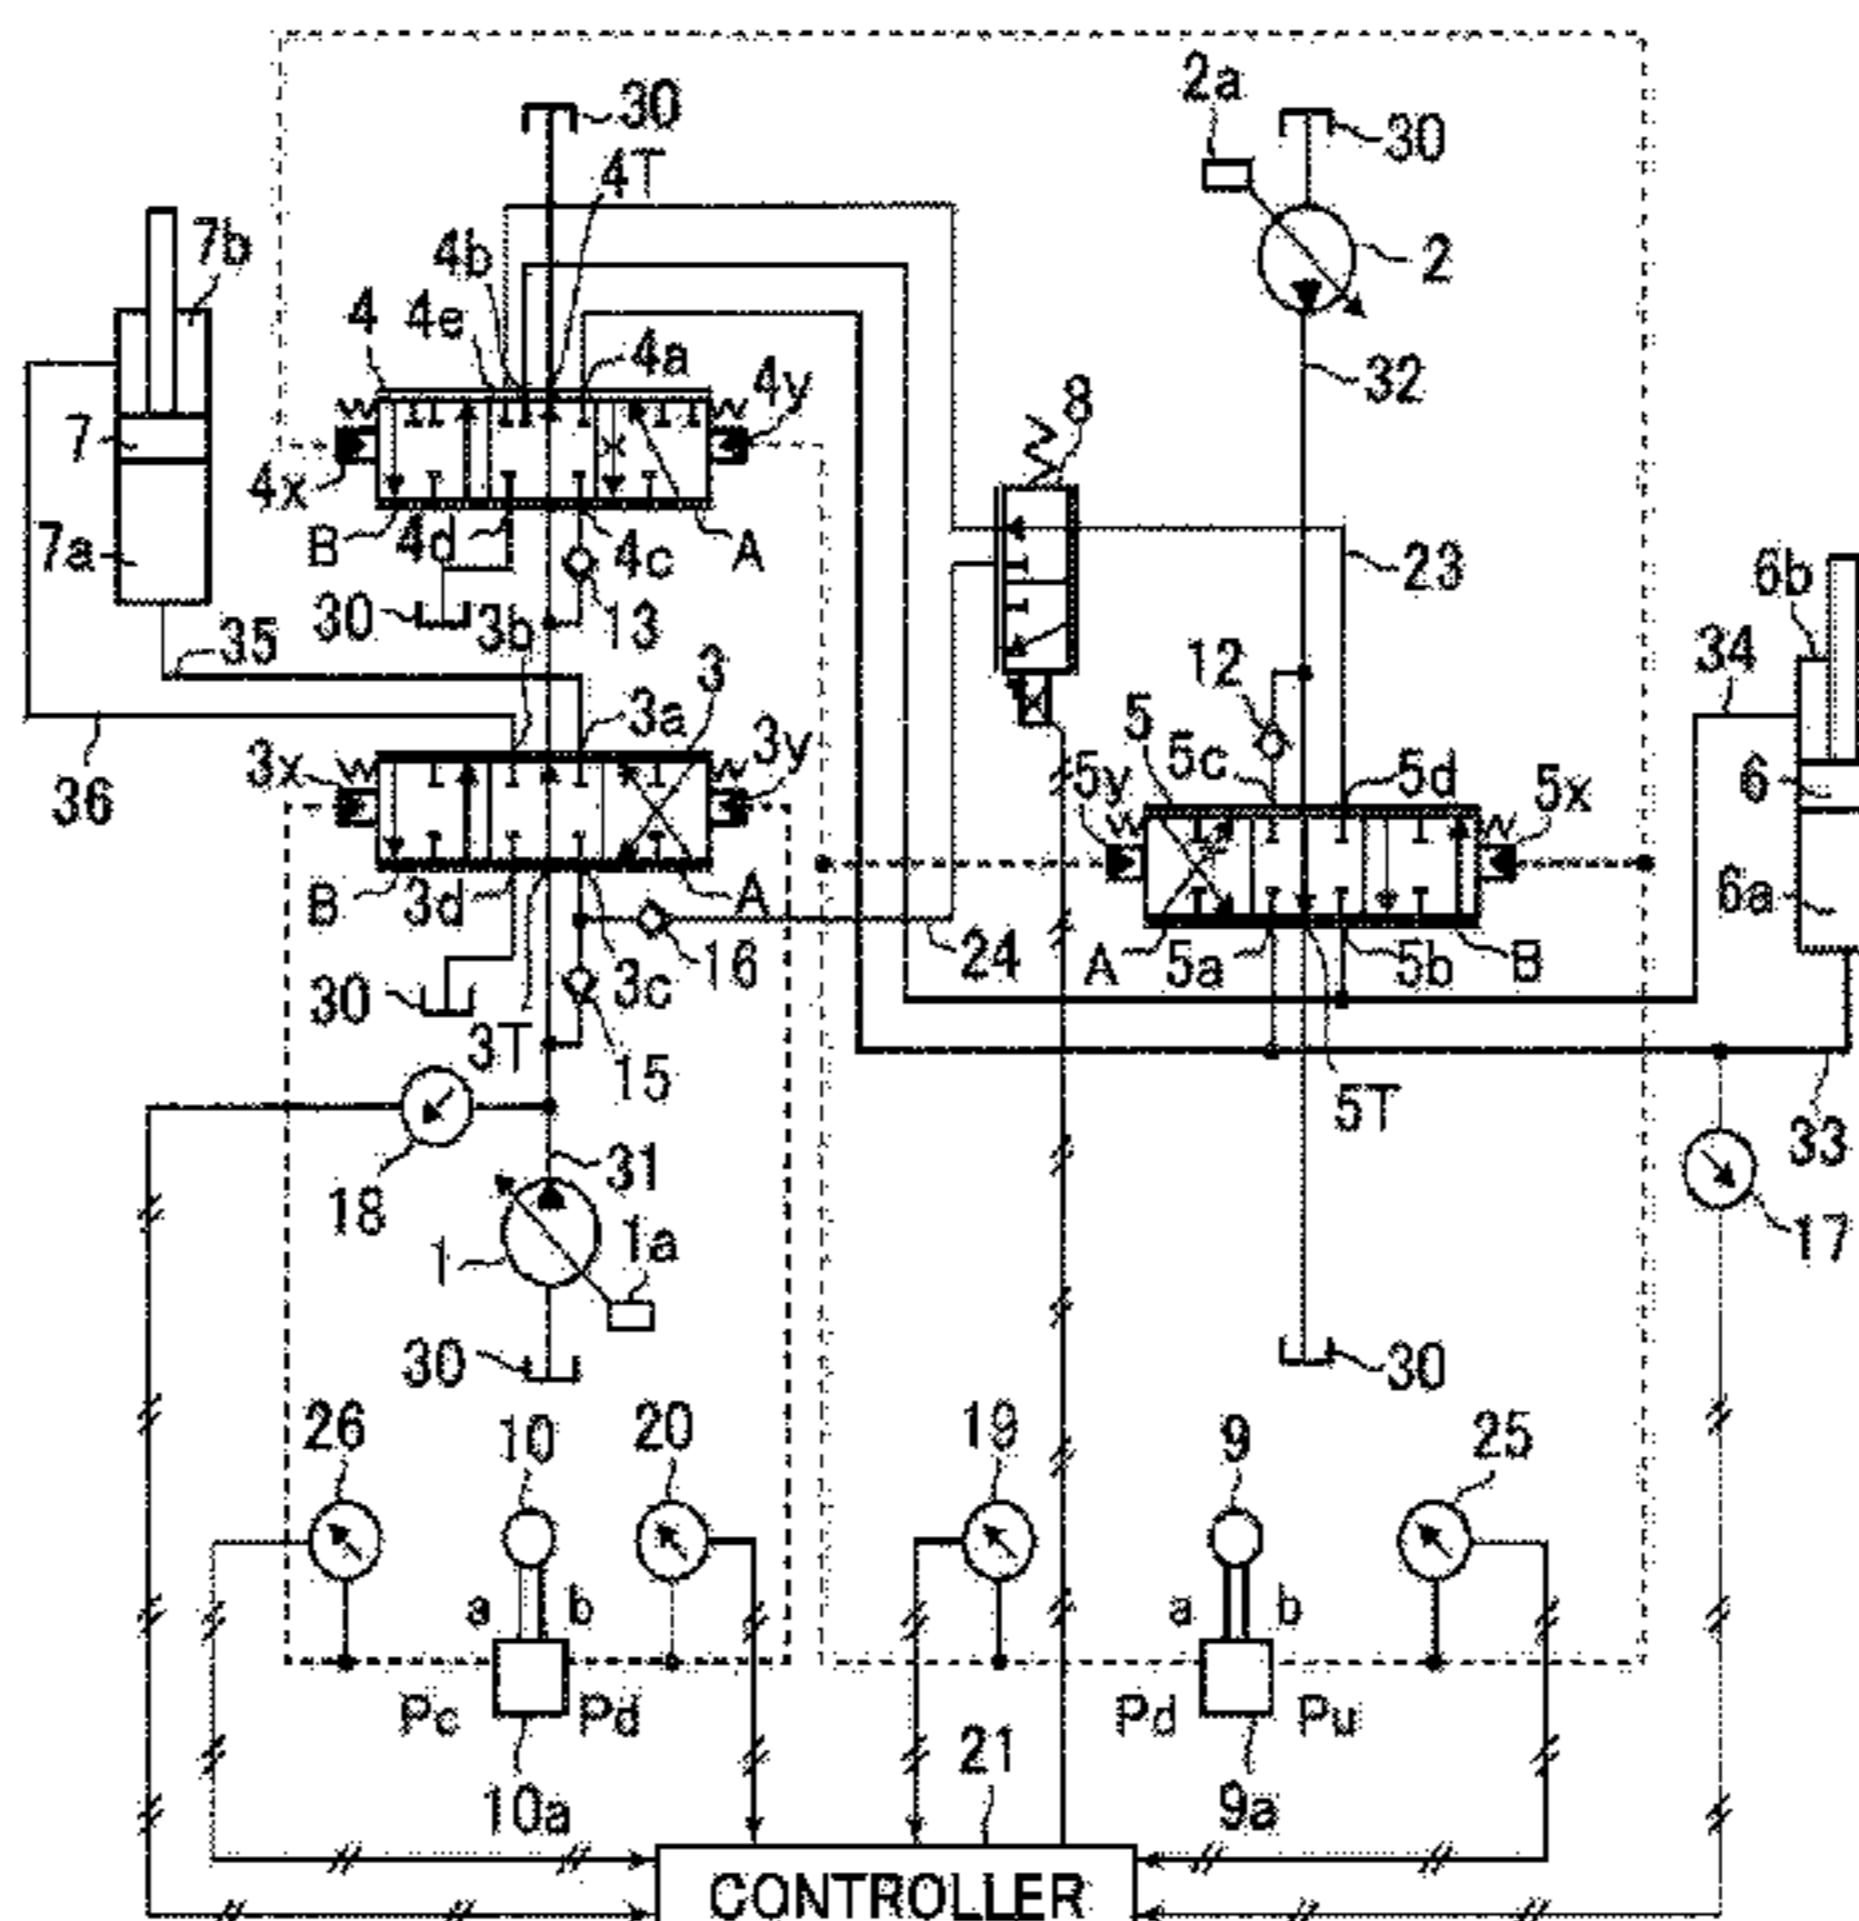 2a
30
30
4T
7b
4b
2
4
4e
4a
4y
32
8
7
4x
7a
B
4d
4c
A
23
6b
30
3b
13
35
12
34
3
3a
5
5c
5d
3x
3y
5y
5x
6
36
B
3d
A
6a
24
16
3c
A
5a
5b
B
30
3T
15
5T
33
31
18
17
1
1a
30
30
26
10
20
19
9
25
a
b
a
b
Pc
Pd
Pd
Pu
21
10a
9a
CONTROLLER